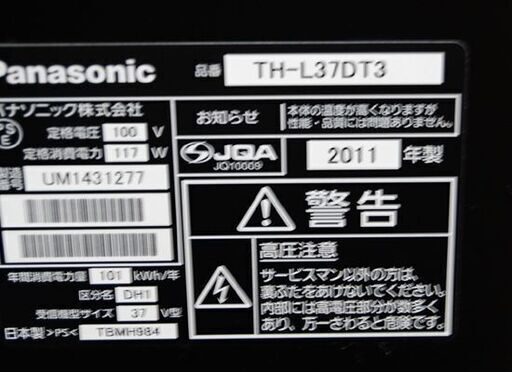 Panasonic
品番 TH-L37DT3
パナソニック株式会社
定格電圧 100 V
定格消費電力 117 W
製造番号 UM1431277
お知らせ
本体の温度が高くなりますが
性能・品質には問題ありません。
JQA
JQ10009
2011 年製
警告
高圧注意
サービスマン以外の方は、
裏ぶたをあけないでください。
内部には高電圧部分が数多く
あり、万一さわると危険です。
年間消費電力量 101 kWh/年
区分名 DH1
受信機型サイズ 37 V型
日本製 >PS< TBMH984